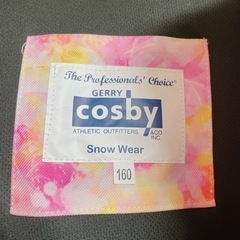 The Professionals' Choice®
GERRY
cosby
ATHLETIC OUTFITTERS &CO INC.
Snow Wear
160